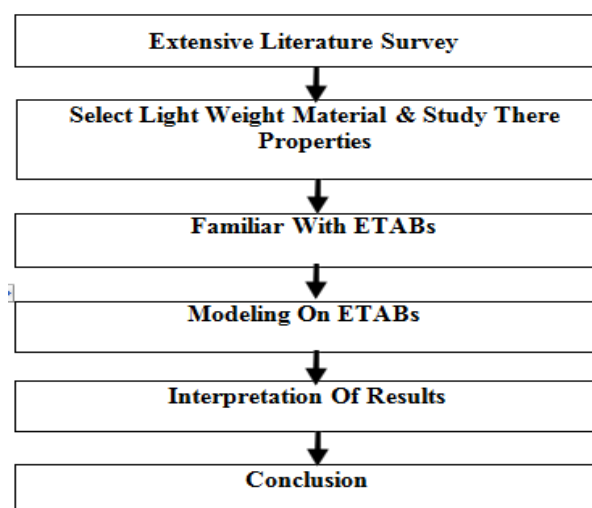 Extensive Literature Survey
Select Light Weight Material & Study There
Properties
Familiar With ETABs
Modeling On ETABs
Interpretation Of Results
Conclusion